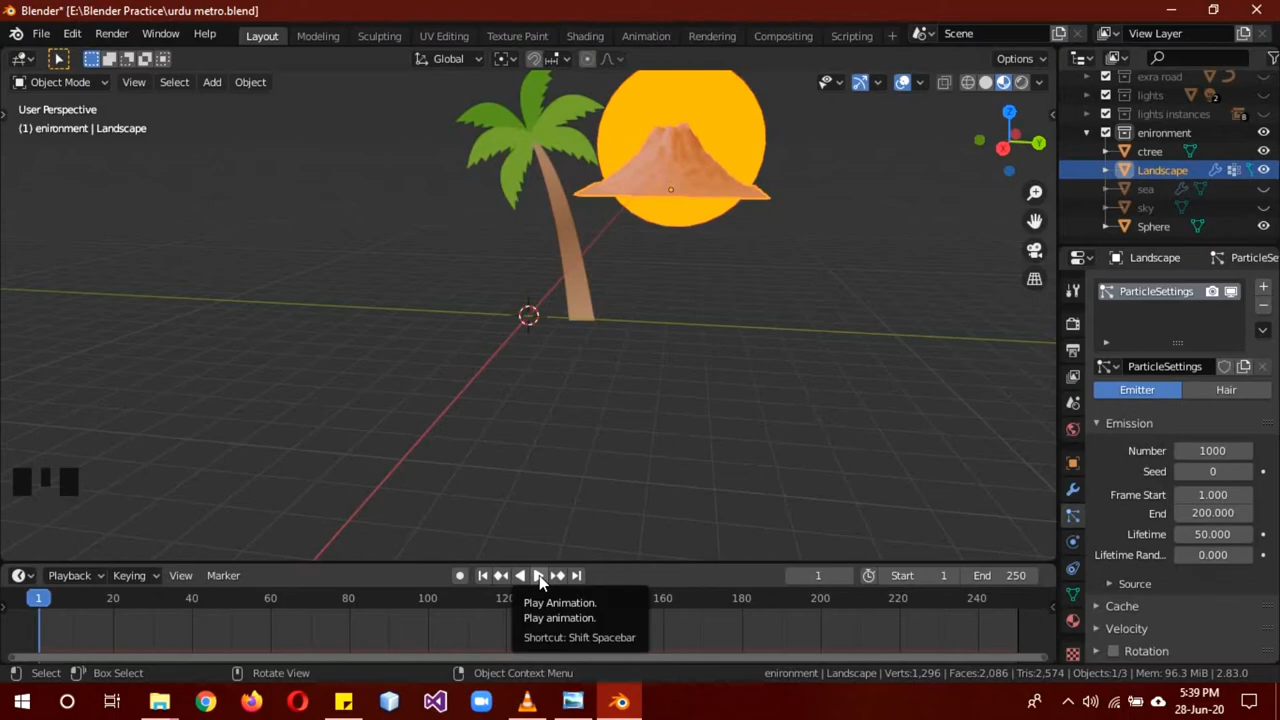 Blender* [E:\Blender Practice\urdu metro.blend]
File Edit Render Window Help Layout Modeling Sculpting UV Editing Texture Paint Shading Animation Rendering Compositing Scripting + Scene View Layer
Global Options
Object Mode View Select Add Object
User Perspective
(1) enironment | Landscape
exra road
lights 2
lights instances 8
enironment
ctree
Landscape
sea
sky
Sphere
Landscape ParticleSe
ParticleSettings
ParticleSettings
Emitter Hair
Emission
Number 1000
Seed 0
Frame Start 1.000
End 200.000
Lifetime 50.000
Lifetime Rand.. 0.000
Source
Cache
Velocity
Rotation
X Y Z
Playback Keying View Marker 1 Start 1 End 250
1 20 40 60 80 100 160 180 200 220 240
Play Animation.
Play animation.
Shortcut: Shift Spacebar
Select Box Select Rotate View Object Context Menu enironment | Landscape | Verts:1,296 | Faces:2,086 | Tris:2,574 | Objects:1/3 | Mem: 96.3 MiB | 2.83.0
5:39 PM
28-Jun-20